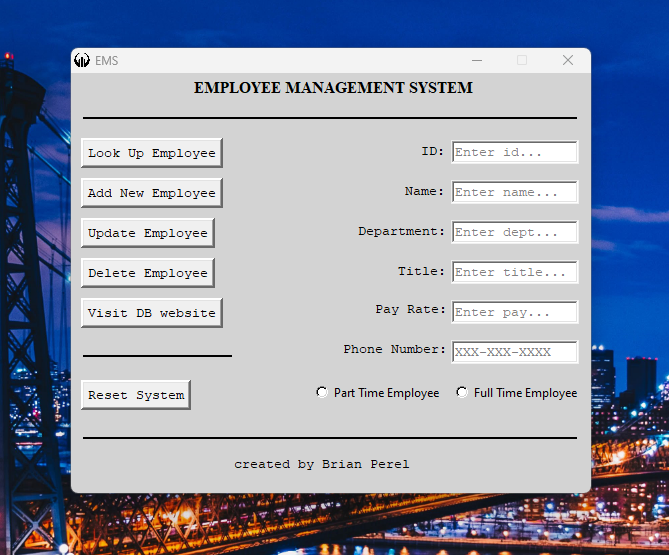 EMS
EMPLOYEE MANAGEMENT SYSTEM
Look Up Employee
ID: Enter id...
Add New Employee
Name: Enter name...
Update Employee
Department: Enter dept...
Delete Employee
Title: Enter title...
Visit DB website
Pay Rate: Enter pay...
Phone Number: XXX-XXX-XXXX
Reset System
Part Time Employee
Full Time Employee
created by Brian Perel